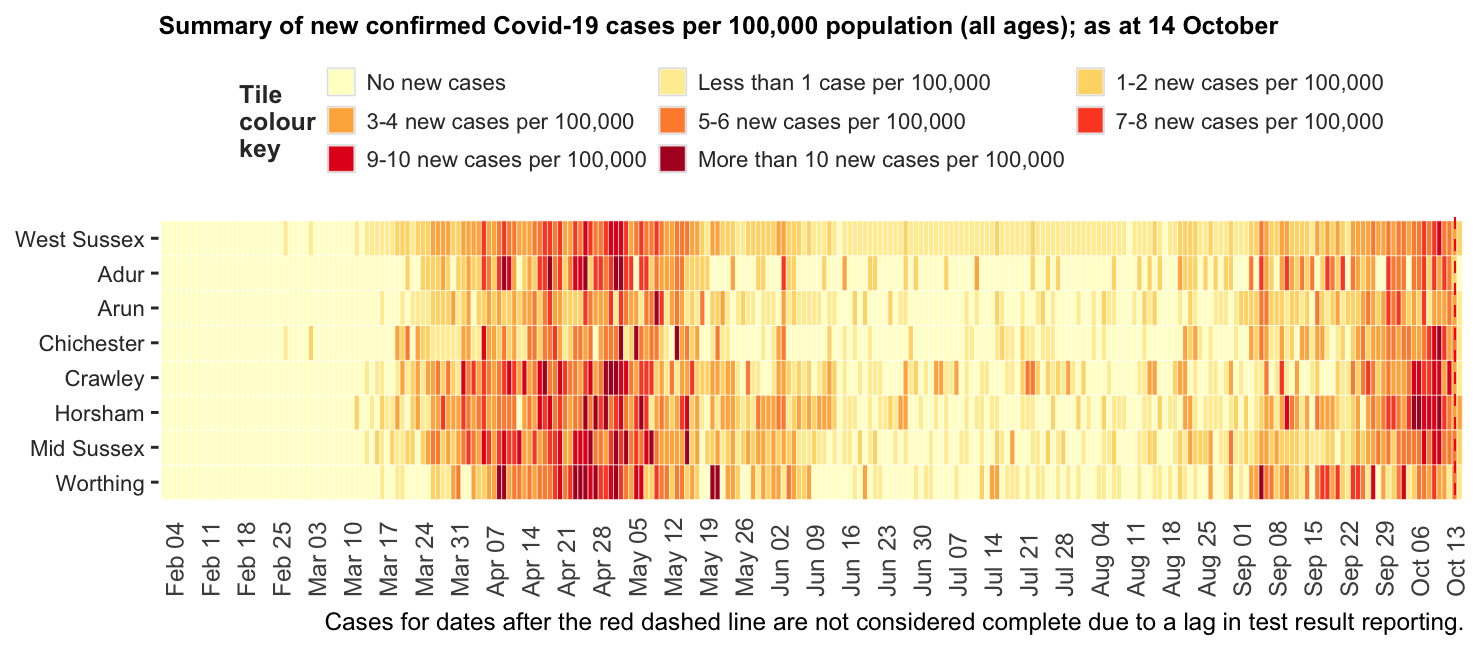 Summary of new confirmed Covid-19 cases per 100,000 population (all ages); as at 14 October
Tile
colour
key
No new cases
Less than 1 case per 100,000
1-2 new cases per 100,000
3-4 new cases per 100,000
5-6 new cases per 100,000
7-8 new cases per 100,000
9-10 new cases per 100,000
More than 10 new cases per 100,000
West Sussex
Adur
Arun
Chichester
Crawley
Horsham
Mid Sussex
Worthing
Feb 04
Feb 11
Feb 18
Feb 25
Mar 03
Mar 10
Mar 17
Mar 24
Mar 31
Apr 07
Apr 14
Apr 21
Apr 28
May 05
May 12
May 19
May 26
Jun 02
Jun 09
Jun 16
Jun 23
Jun 30
Jul 07
Jul 14
Jul 21
Jul 28
Aug 04
Aug 11
Aug 18
Aug 25
Sep 01
Sep 08
Sep 15
Sep 22
Sep 29
Oct 06
Oct 13
Cases for dates after the red dashed line are not considered complete due to a lag in test result reporting.